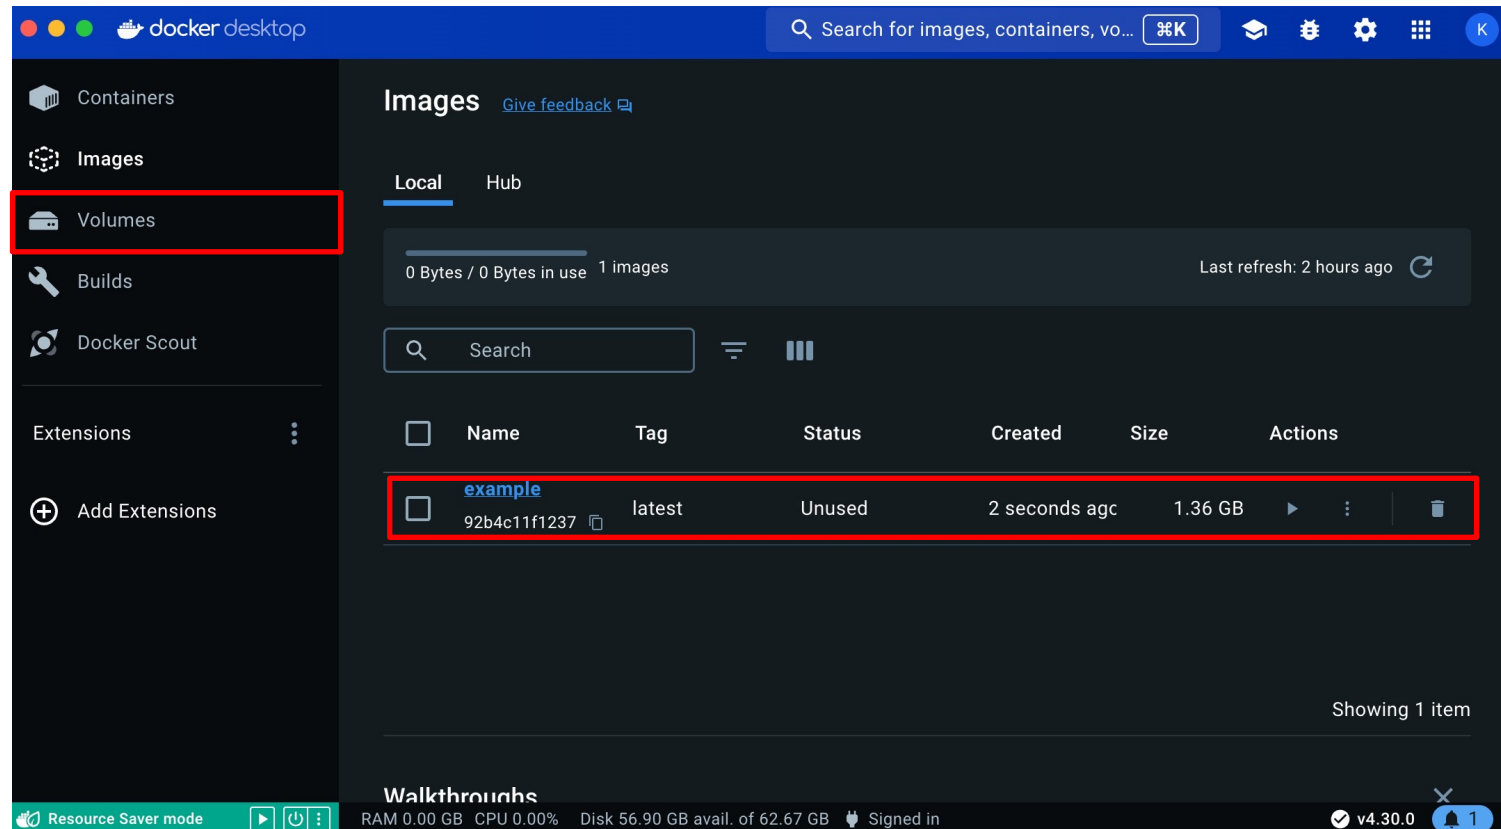 docker desktop
Search for images, containers, vo... ⌘K
K
Containers
Images
Volumes
Builds
Docker Scout
Extensions
Add Extensions
Images Give feedback
Local Hub
0 Bytes / 0 Bytes in use 1 images
Last refresh: 2 hours ago
Search
Name Tag Status Created Size Actions
example
92b4c11f1237
latest Unused 2 seconds agc 1.36 GB
Showing 1 item
Walkthroughs
Resource Saver mode
RAM 0.00 GB CPU 0.00% Disk 56.90 GB avail. of 62.67 GB Signed in
v4.30.0 1